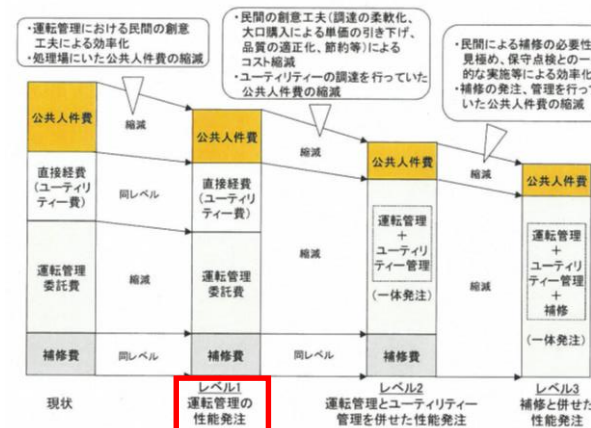 ・運転管理における民間の創意
工夫による効率化
・処理場にいた公共人件費の縮減
・民間の創意工夫(調達の柔軟化、
大口購入による単価の引き下げ、
品質の適正化、節約等)による
コスト縮減
・ユーティリティーの調達を行っていた
公共人件費の縮減
・民間による補修の必要性
見極め、保守点検との一
的な実施等による効率化
・補修の発注、管理を行っ
いた公共人件費の縮減
公共人件費
縮減
公共人件費
縮減
公共人件費
縮減
公共人件費
直接経費
(ユーティリ
ティー費)
同レベル
直接経費
(ユーティリ
ティー費)
運転管理
委託費
縮減
運転管理
委託費
縮減
運転管理
+
ユーティリ
ティー管理
(一体発注)
縮減
運転管理
+
ユーティリ
ティー管理
+
補修
(一体発注)
補修費
同レベル
補修費
同レベル
補修費
現状
レベル1
運転管理の
性能発注
レベル2
運転管理とユーティリティー
管理を併せた性能発注
レベル3
補修と併せた
性能発注